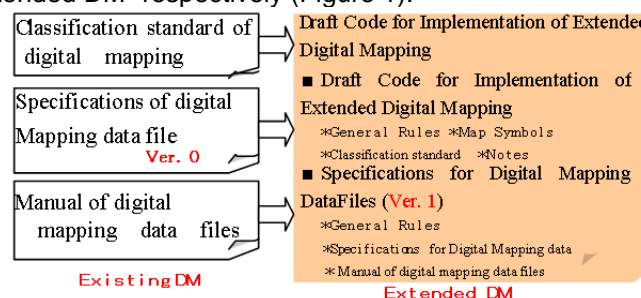 tended DM respectively (Figure 1).
Classification standard of
digital mapping
Specifications of digital
Mapping data file
Ver. 0
Manual of digital
mapping data files
Existing DM
Draft Code for Implementation of Extended
Digital Mapping
■ Draft Code for Implementation of
Extended Digital Mapping
*General Rules *Map Symbols
*Classification standard *Notes
■ Specifications for Digital Mapping
DataFiles (Ver. 1)
*General Rules
*Specifications for Digital Mapping data
* Manual of digital mapping data files
Extended DM